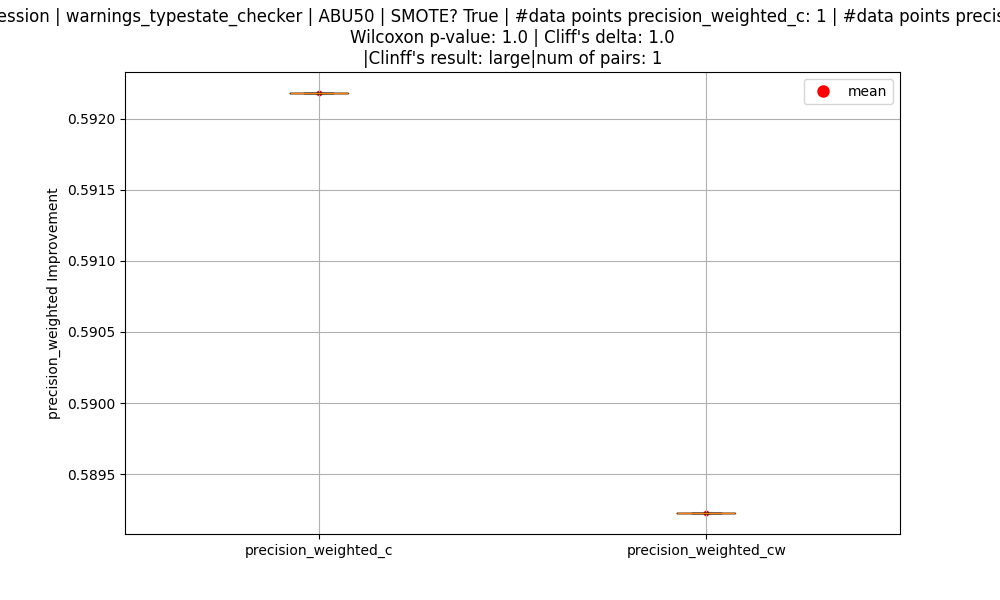 ession | warnings_typestate_checker | ABU50 | SMOTE? True | #data points precision_weighted_c: 1 | #data points precis
Wilcoxon p-value: 1.0 | Cliff's delta: 1.0
|Clinff's result: large|num of pairs: 1
mean
0.5920
0.5915
0.5910
0.5905
0.5900
0.5895
precision_weighted Improvement
precision_weighted_c
precision_weighted_cw